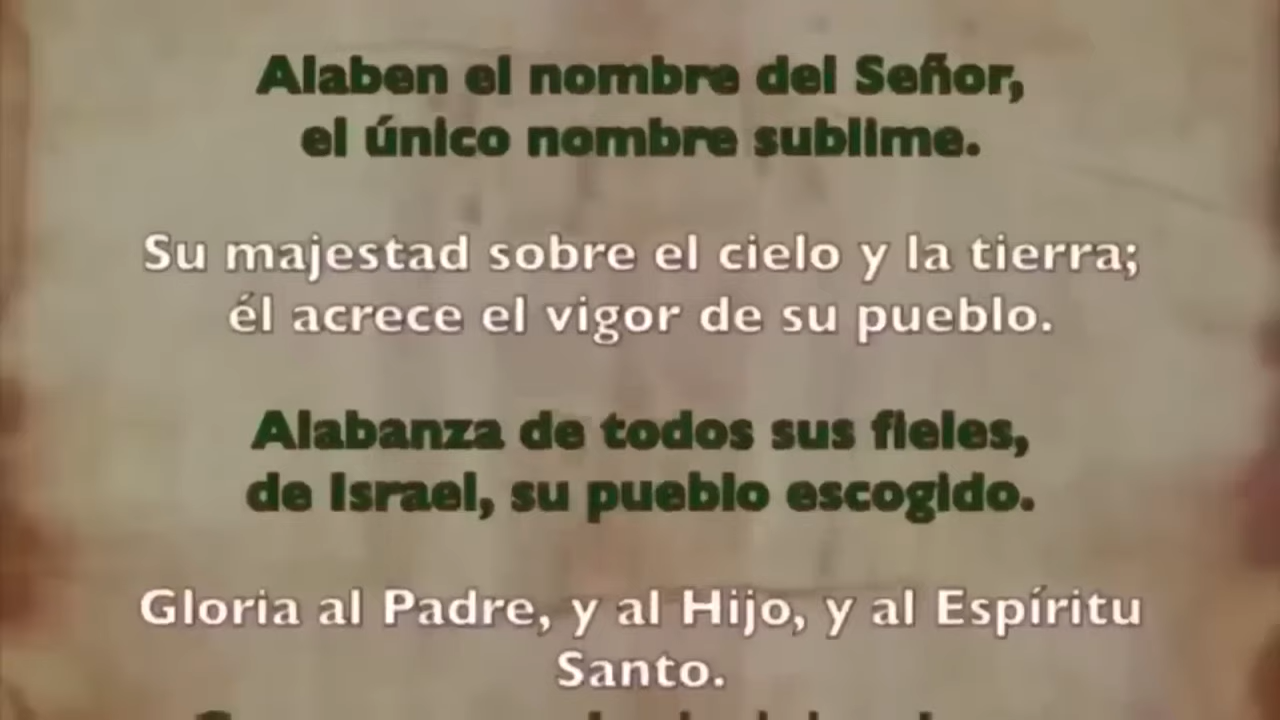 Alaben el nombre del Señor,
el único nombre sublime.
Su majestad sobre el cielo y la tierra;
él acrece el vigor de su pueblo.
Alabanza de todos sus fieles,
de Israel, su pueblo escogido.
Gloria al Padre, y al Hijo, y al Espíritu
Santo.